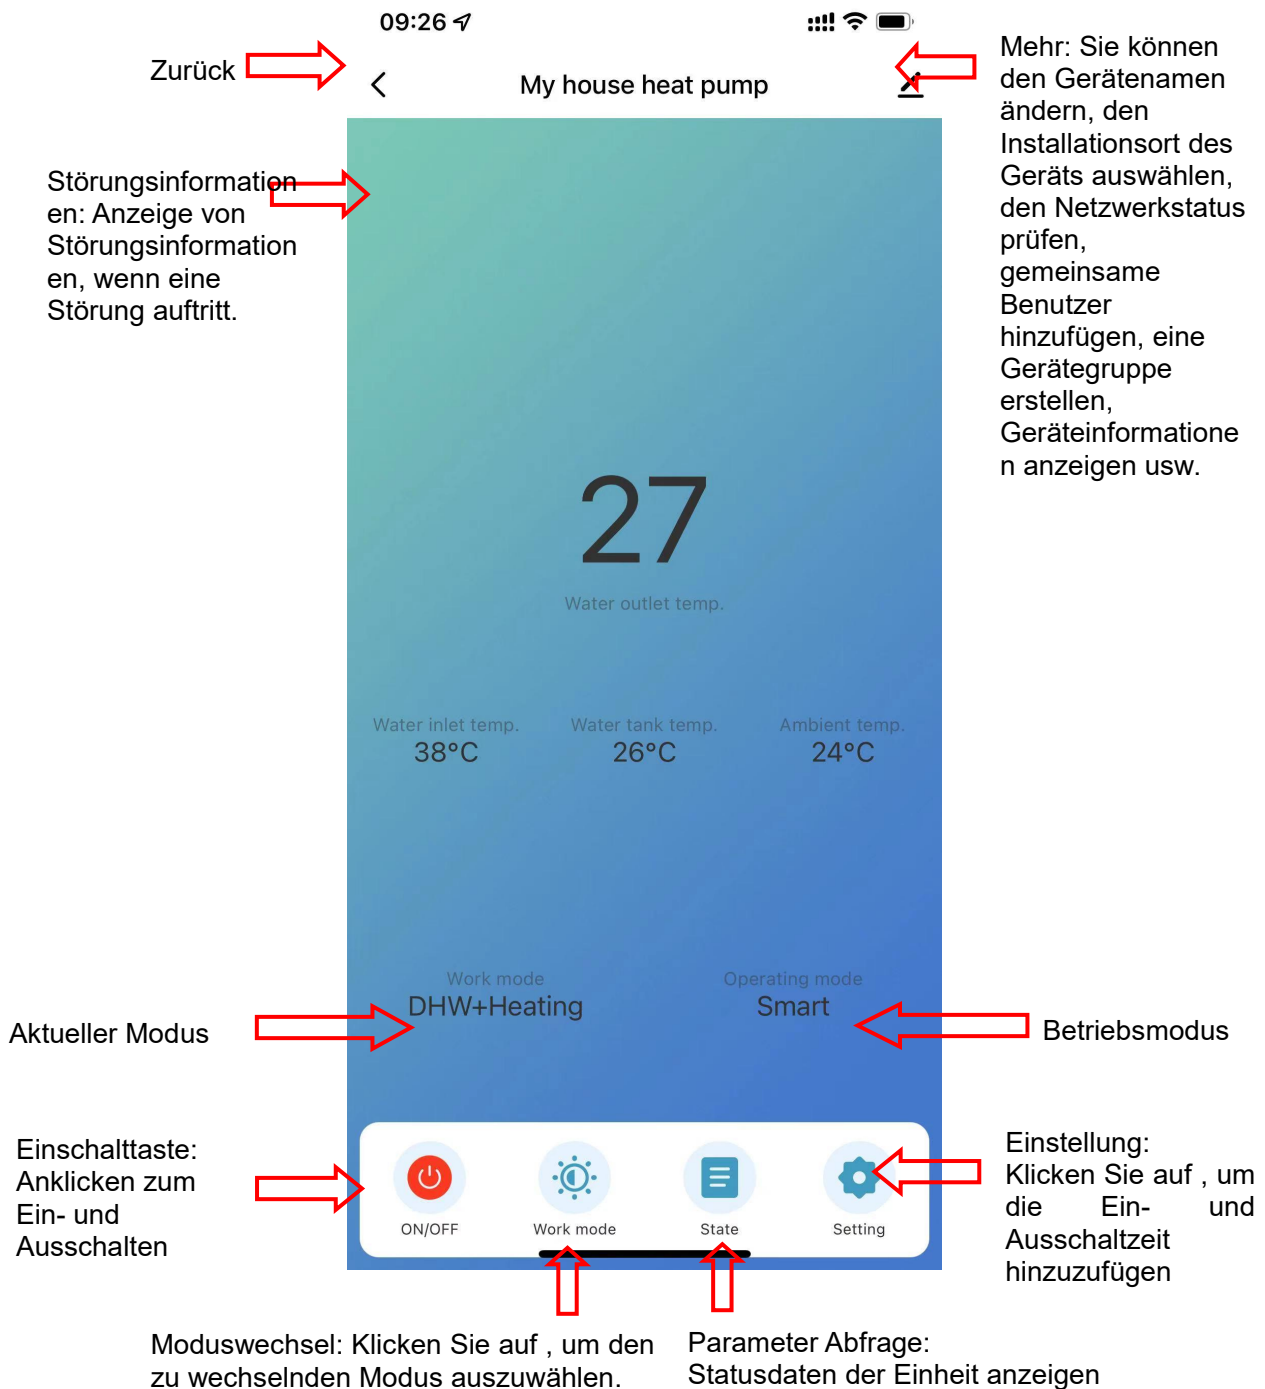 09:26
Zurück
My house heat pump
Mehr: Sie können
den Gerätenamen
ändern, den
Installationsort des
Geräts auswählen,
den Netzwerkstatus
prüfen,
gemeinsame
Benutzer
hinzufügen, eine
Gerätegruppe
erstellen,
Geräteinformatione
n anzeigen usw.
Störungsinformation
en: Anzeige von
Störungsinformation
en, wenn eine
Störung auftritt.
27
Water outlet temp.
Water inlet temp. Water tank temp. Ambient temp.
38°C 26°C 24°C
Work mode Operating mode
DHW+Heating Smart
Aktueller Modus
Betriebsmodus
Einschalttaste:
Anklicken zum
Ein- und
Ausschalten
ON/OFF Work mode State Setting
Einstellung:
Klicken Sie auf , um
die Ein- und
Ausschaltzeit
hinzuzufügen
Moduswechsel: Klicken Sie auf , um den
zu wechselnden Modus auszuwählen.
Parameter Abfrage:
Statusdaten der Einheit anzeigen